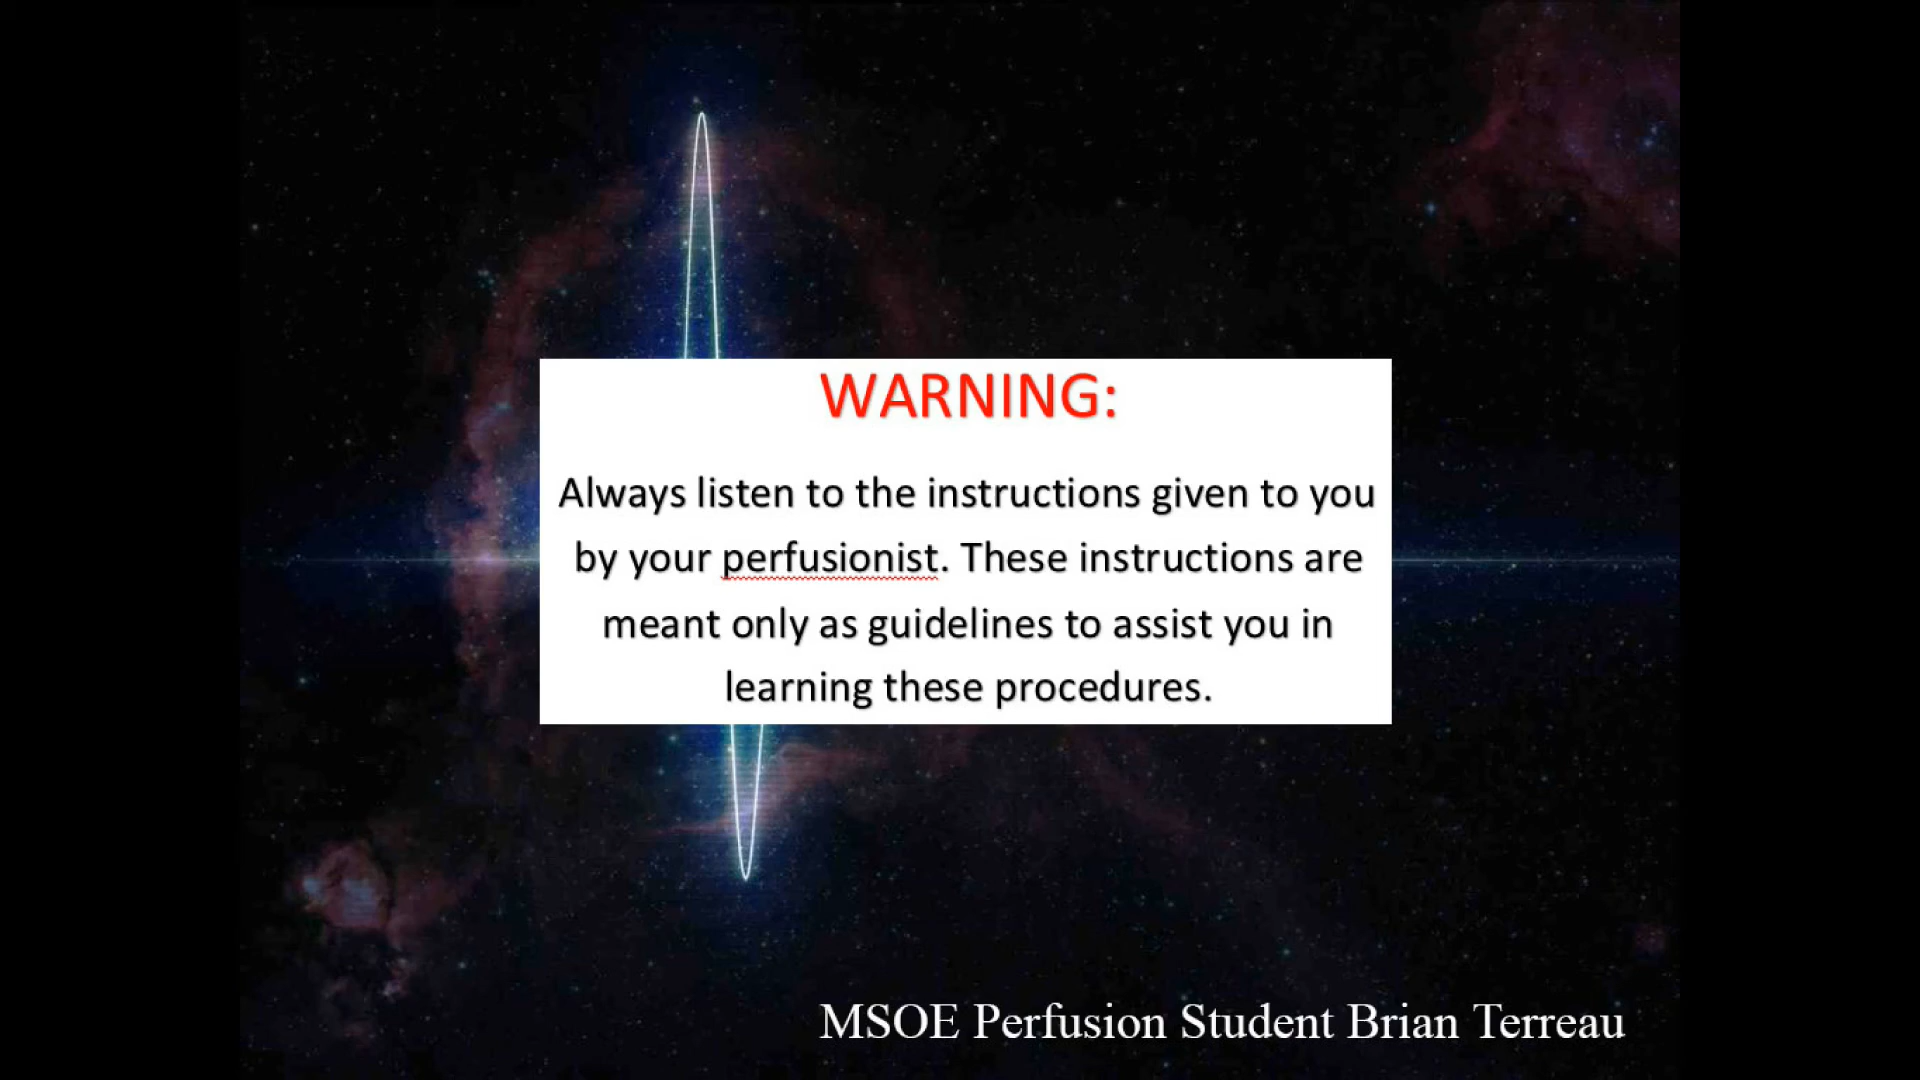 WARNING:
Always listen to the instructions given to you
by your perfusionist. These instructions are
meant only as guidelines to assist you in
learning these procedures.
MSOE Perfusion Student Brian Terreau